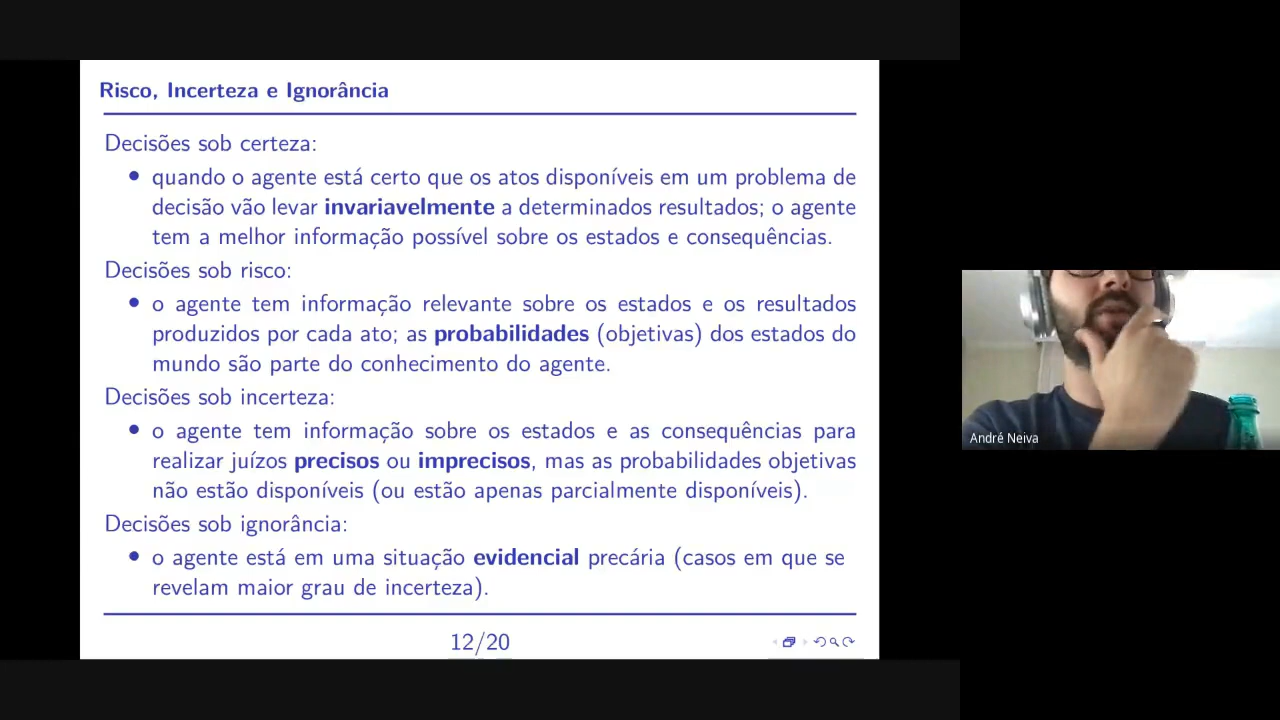 Risco, Incerteza e Ignorância
Decisões sob certeza:
• quando o agente está certo que os atos disponíveis em um problema de
decisão vão levar invariavelmente a determinados resultados; o agente
tem a melhor informação possível sobre os estados e consequências.
Decisões sob risco:
• o agente tem informação relevante sobre os estados e os resultados
produzidos por cada ato; as probabilidades (objetivas) dos estados do
mundo são parte do conhecimento do agente.
Decisões sob incerteza:
• o agente tem informação sobre os estados e as consequências para
realizar juízos precisos ou imprecisos, mas as probabilidades objetivas
não estão disponíveis (ou estão apenas parcialmente disponíveis).
Decisões sob ignorância:
• o agente está em uma situação evidencial precária (casos em que se
revelam maior grau de incerteza).
12/20
André Neiva